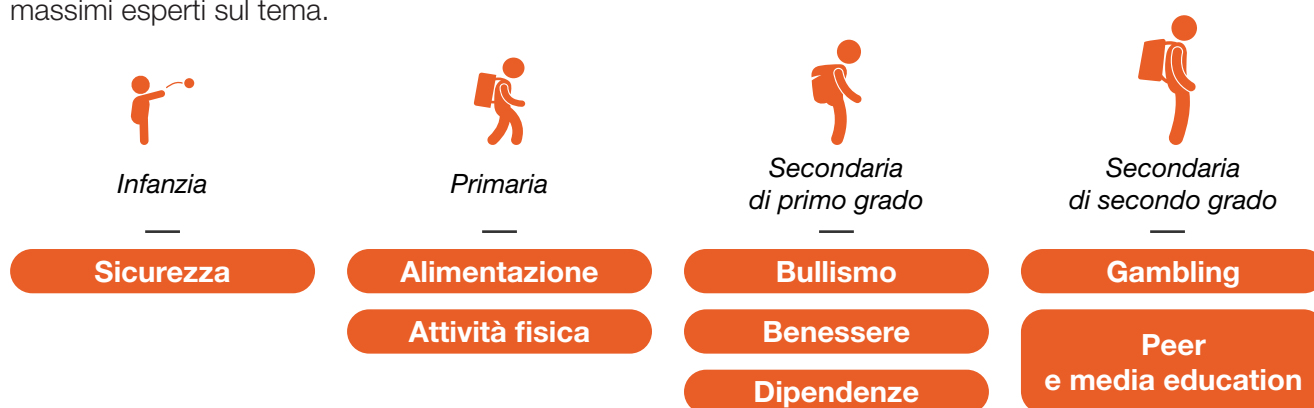 massimi esperti sul tema.
Infanzia
Sicurezza
Primaria
Alimentazione
Attività fisica
Secondaria
di primo grado
Bullismo
Benessere
Dipendenze
Secondaria
di secondo grado
Gambling
Peer
e media education